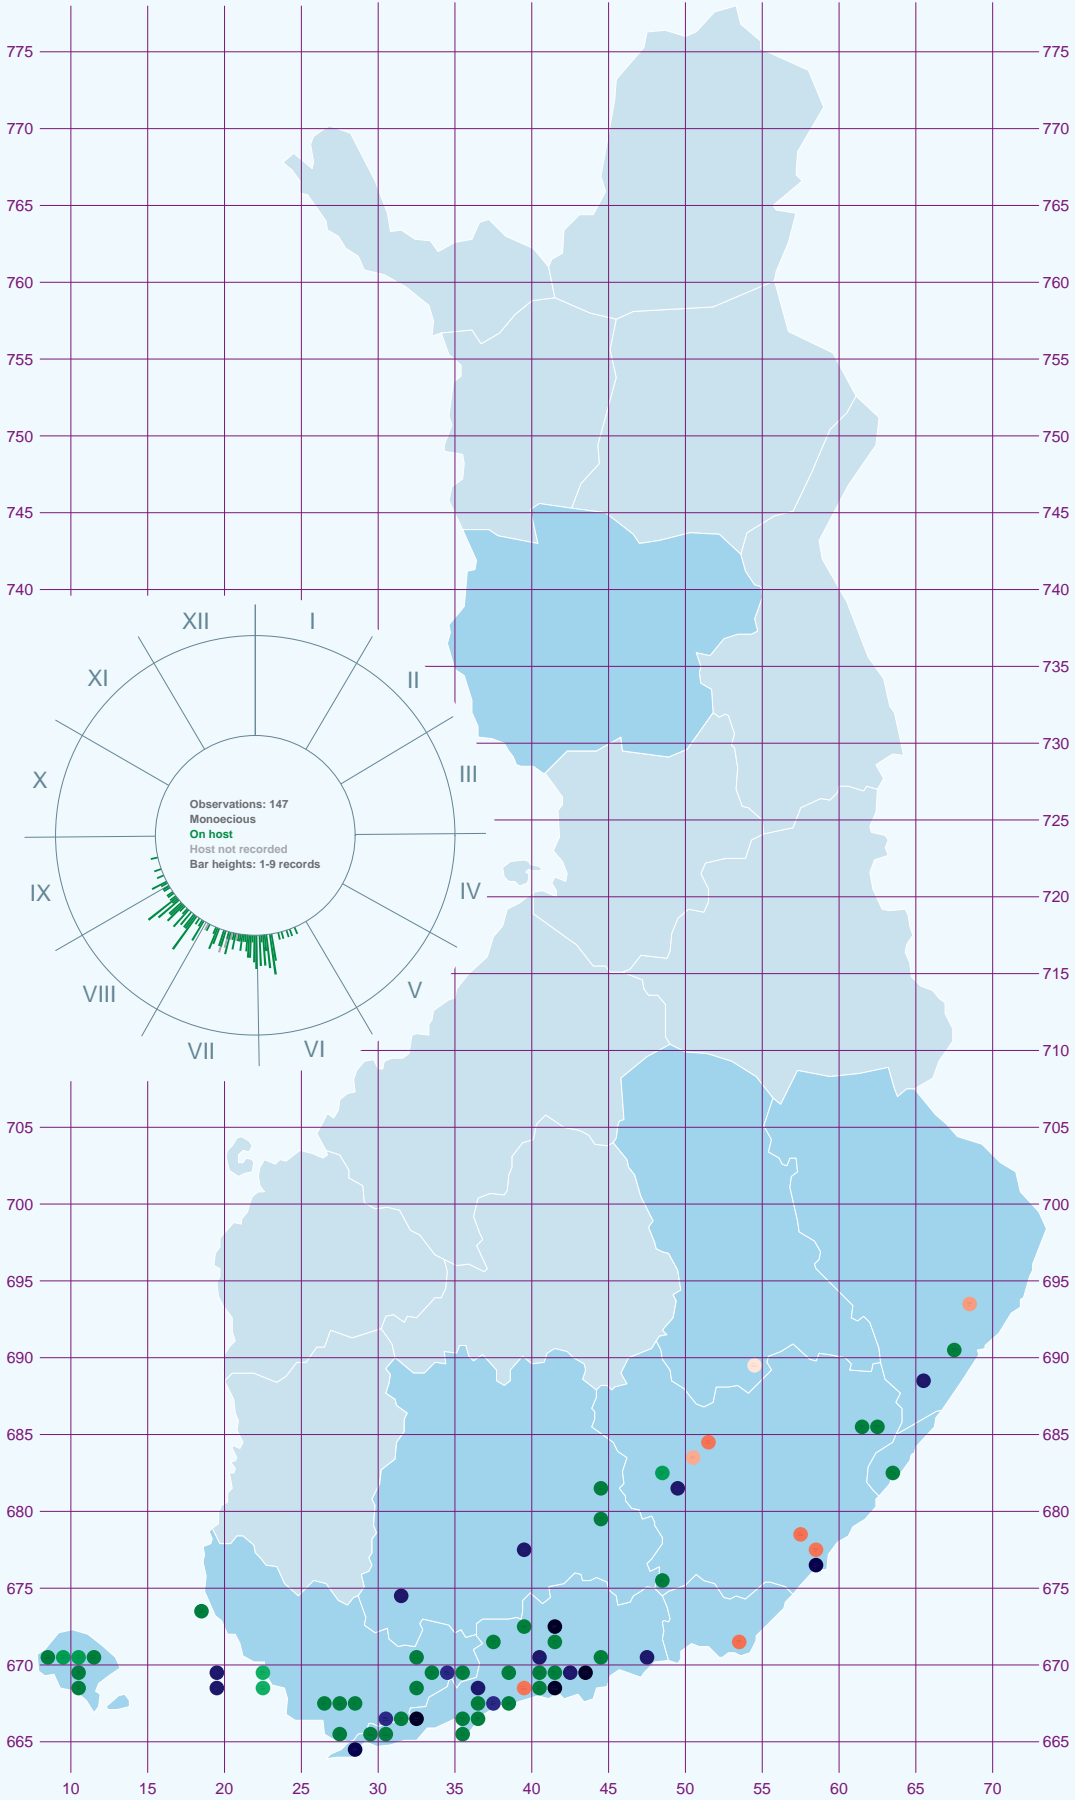 775 775
770 770
765 765
760 760
755 755
750 750
745 745
740 740
XII I
XI II
735
730
X III
Observations: 147
Monoecious
On host
Host not recorded
Bar heights: 1-9 records
725
IX IV
720
VIII V
715
VII VI
710
705 705
700 700
695 695
690 690
685 685
680 680
675 675
670 670
665 665
10 15 20 25 30 35 40 45 50 55 60 65 70